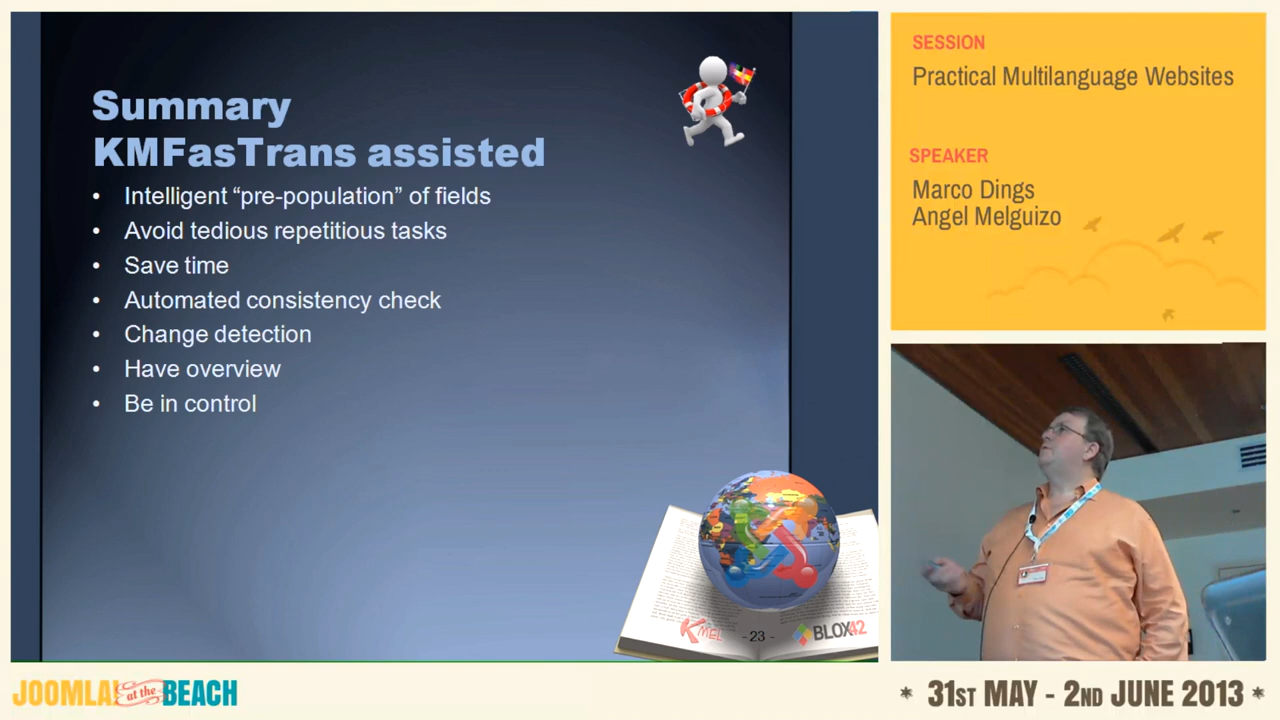 Summary
KMFasTrans assisted
• Intelligent “pre-population” of fields
• Avoid tedious repetitious tasks
• Save time
• Automated consistency check
• Change detection
• Have overview
• Be in control
KMEL
- 23 -
BLOX42
SESSION
Practical Multilanguage Websites
SPEAKER
Marco Dings
Angel Melguizo
JOOMLA! at the BEACH
* 31ST MAY - 2ND JUNE 2013 *